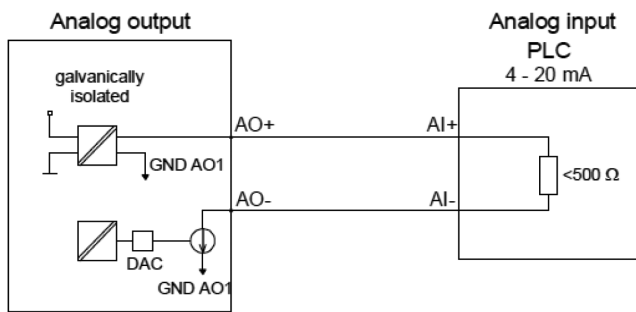 Analog output
Analog input
PLC
4 - 20 mA
galvanically
isolated
AO+
AI+
GND AO1
<500 Ω
AO-
AI-
DAC
GND AO1